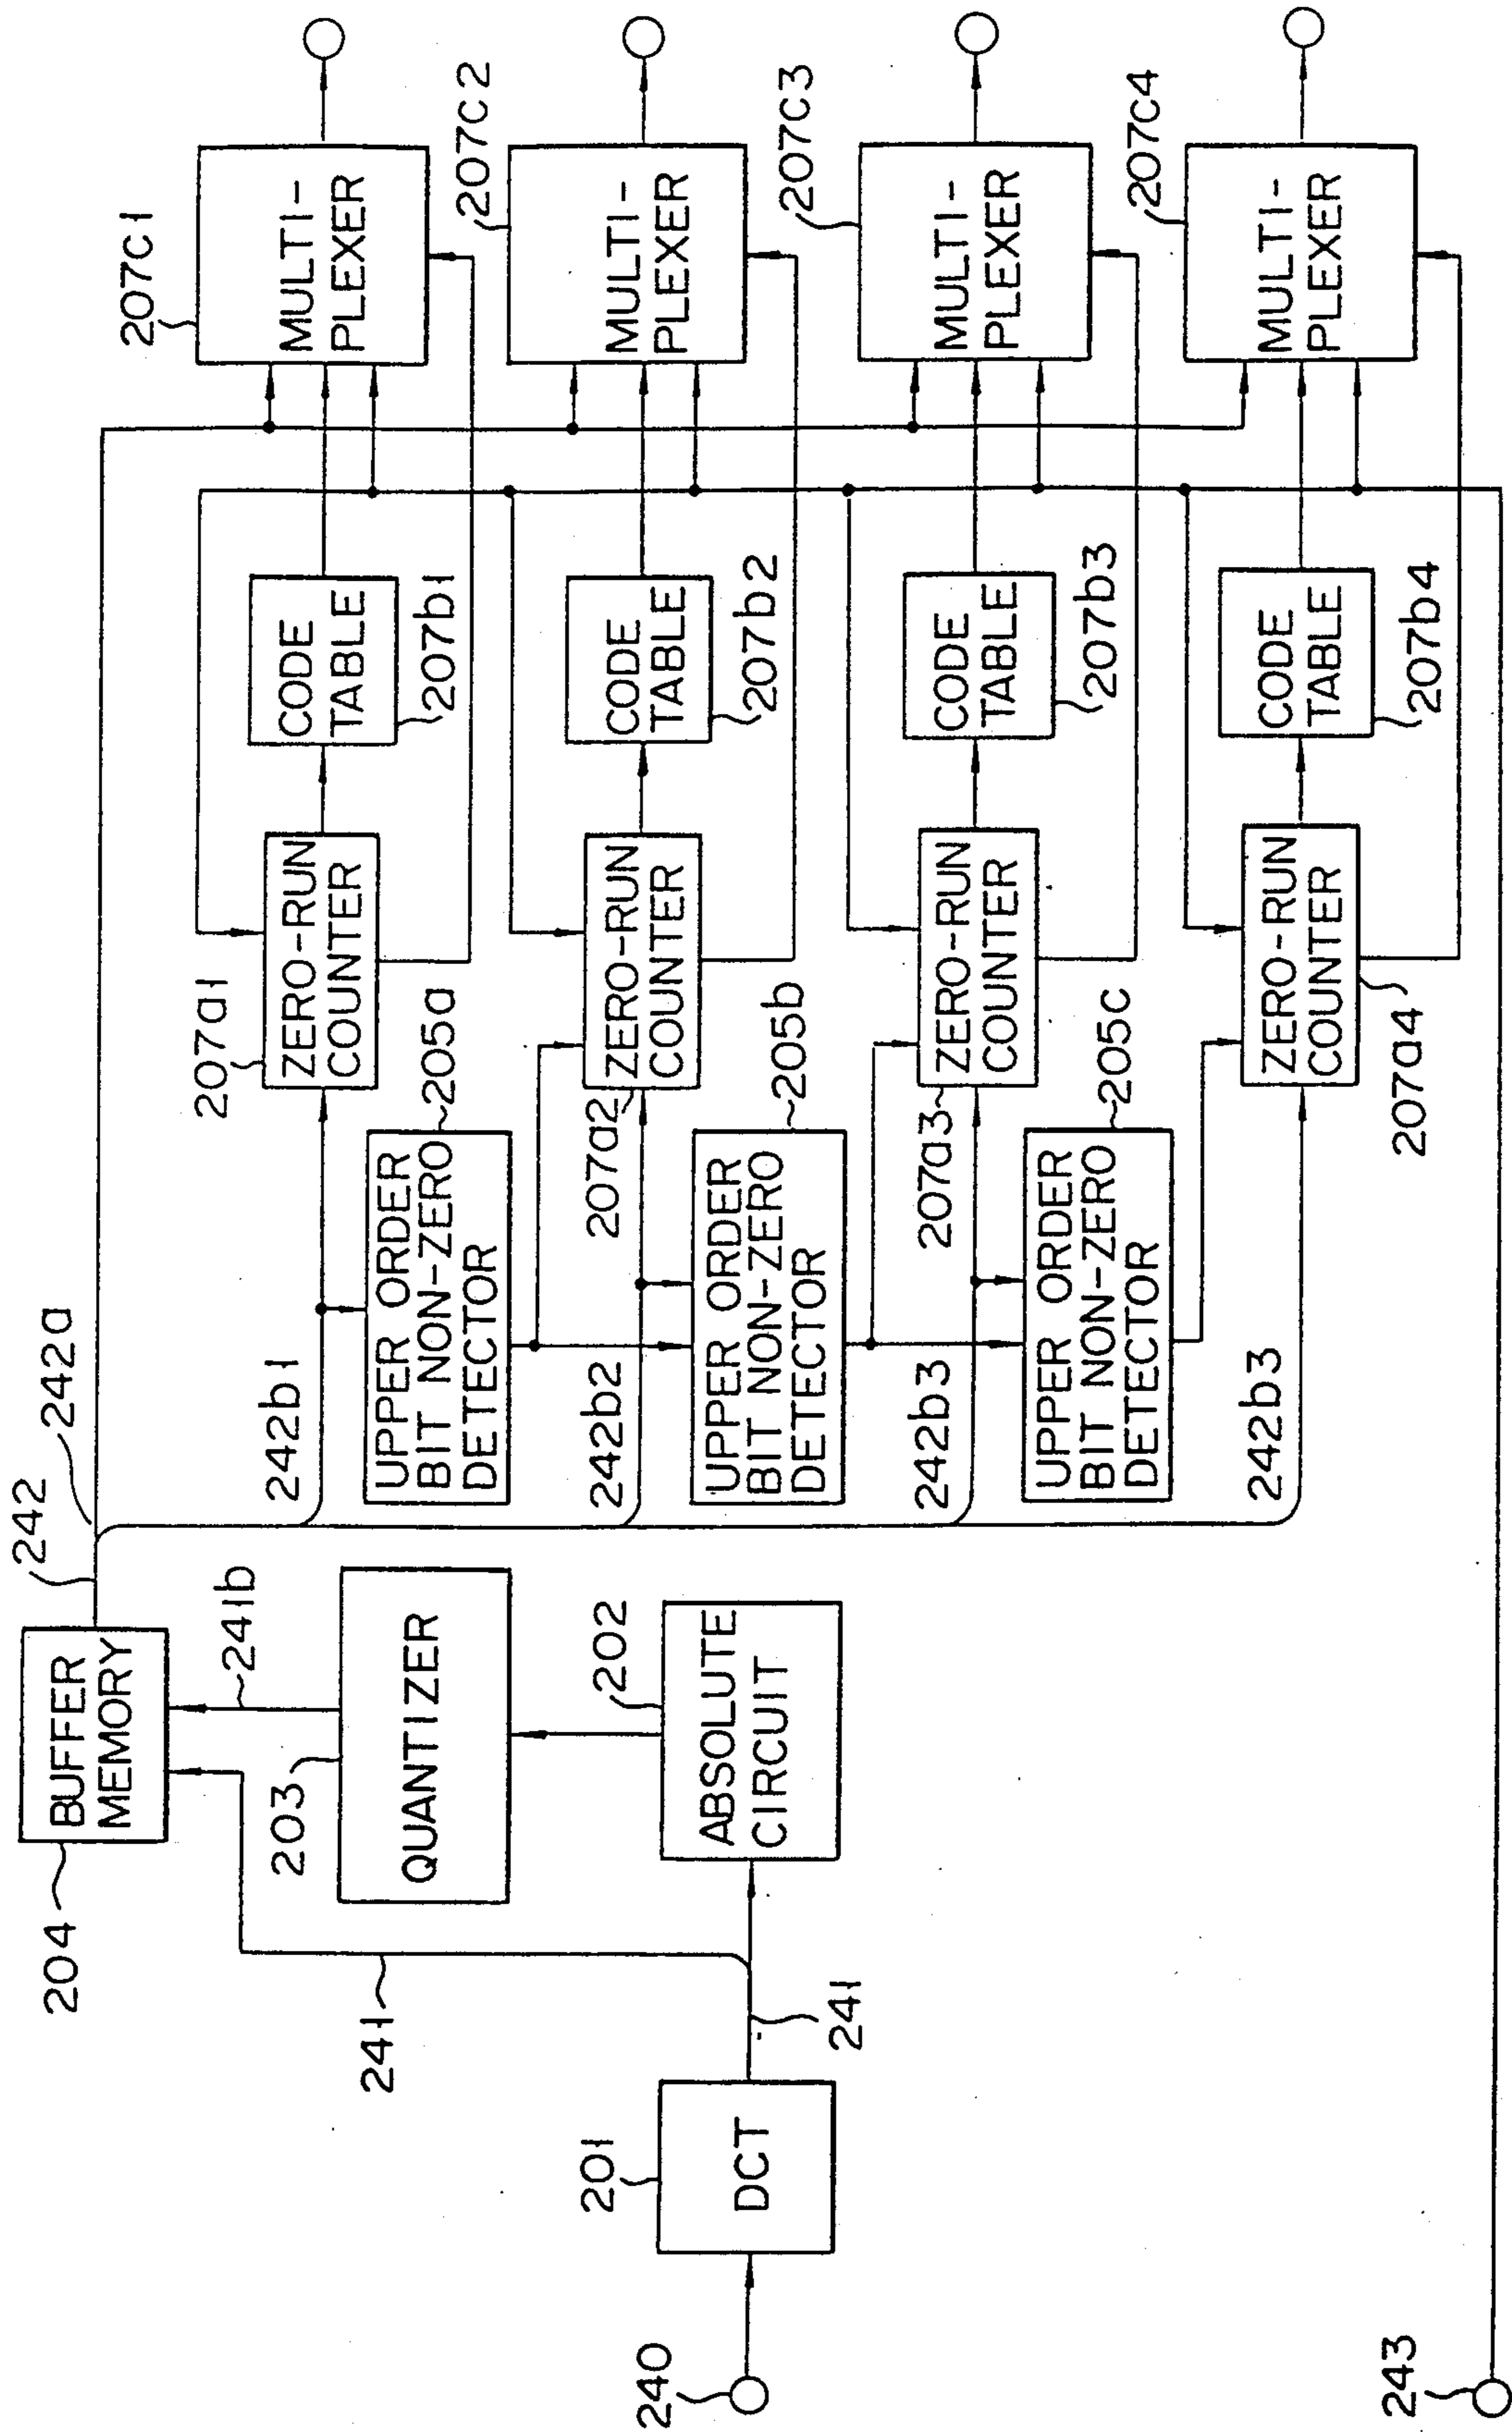 240
201
DCT
241
241
204
BUFFER
MEMORY
203
QUANTIZER
241b
202
ABSOLUTE
CIRCUIT
242
242a
242b1
UPPER ORDER
BIT NON-ZERO
DETECTOR
205a
207a1
ZERO-RUN
COUNTER
CODE
TABLE
207b1
207c1
MULTI-
PLEXER
242b2
UPPER ORDER
BIT NON-ZERO
DETECTOR
205b
207a2
ZERO-RUN
COUNTER
CODE
TABLE
207b2
207c2
MULTI-
PLEXER
242b3
UPPER ORDER
BIT NON-ZERO
DETECTOR
205c
207a3
ZERO-RUN
COUNTER
CODE
TABLE
207b3
207c3
MULTI-
PLEXER
242b3
207a4
ZERO-RUN
COUNTER
CODE
TABLE
207b4
207c4
MULTI-
PLEXER
243